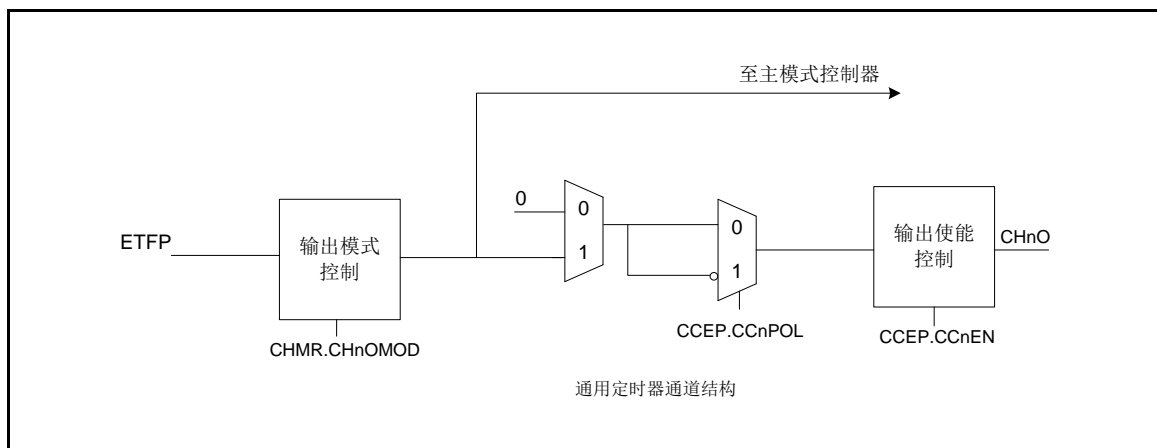 至主模式控制器
0
0
1
ETFP
输出模式
控制
CHMR.CHnOMOD
0
1
CCEP.CCnPOL
输出使能
控制
CHnO
CCEP.CCnEN
通用定时器通道结构